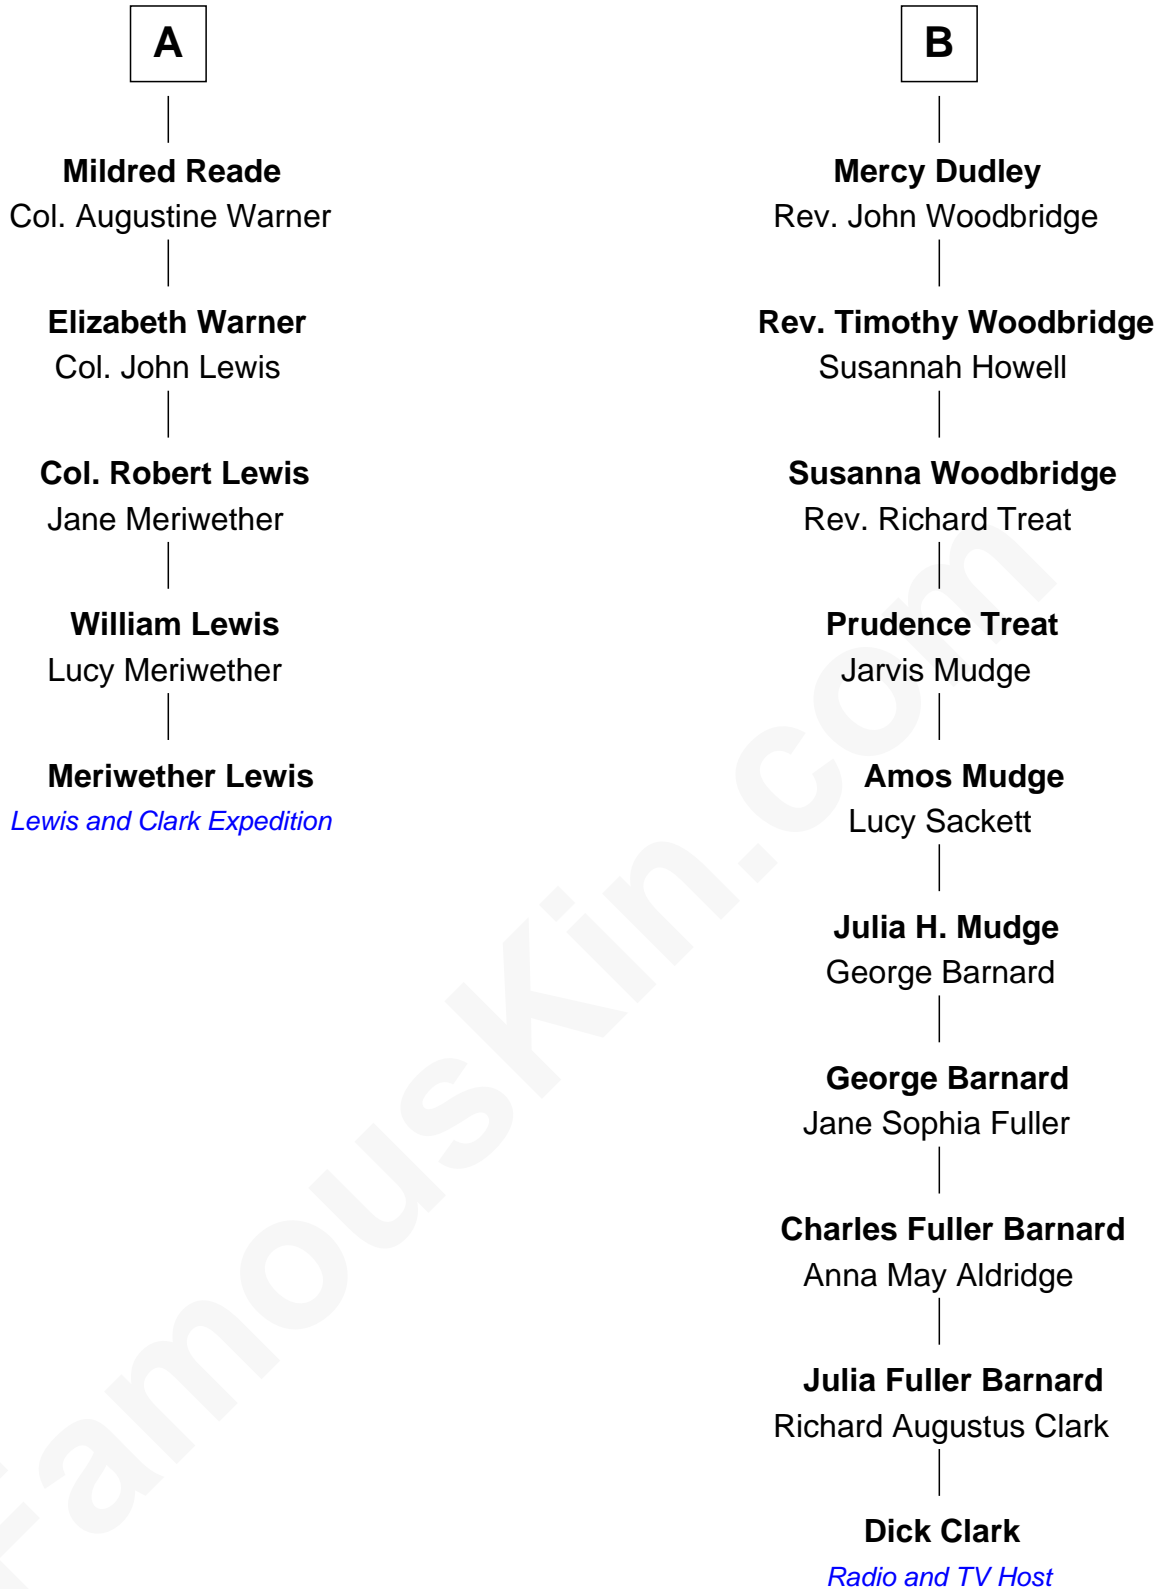 A
Mildred Reade
Col. Augustine Warner
Elizabeth Warner
Col. John Lewis
Col. Robert Lewis
Jane Meriwether
William Lewis
Lucy Meriwether
Meriwether Lewis
Lewis and Clark Expedition
B
Mercy Dudley
Rev. John Woodbridge
Rev. Timothy Woodbridge
Susannah Howell
Susanna Woodbridge
Rev. Richard Treat
Prudence Treat
Jarvis Mudge
Amos Mudge
Lucy Sackett
Julia H. Mudge
George Barnard
George Barnard
Jane Sophia Fuller
Charles Fuller Barnard
Anna May Aldridge
Julia Fuller Barnard
Richard Augustus Clark
Dick Clark
Radio and TV Host
FamousKin.com